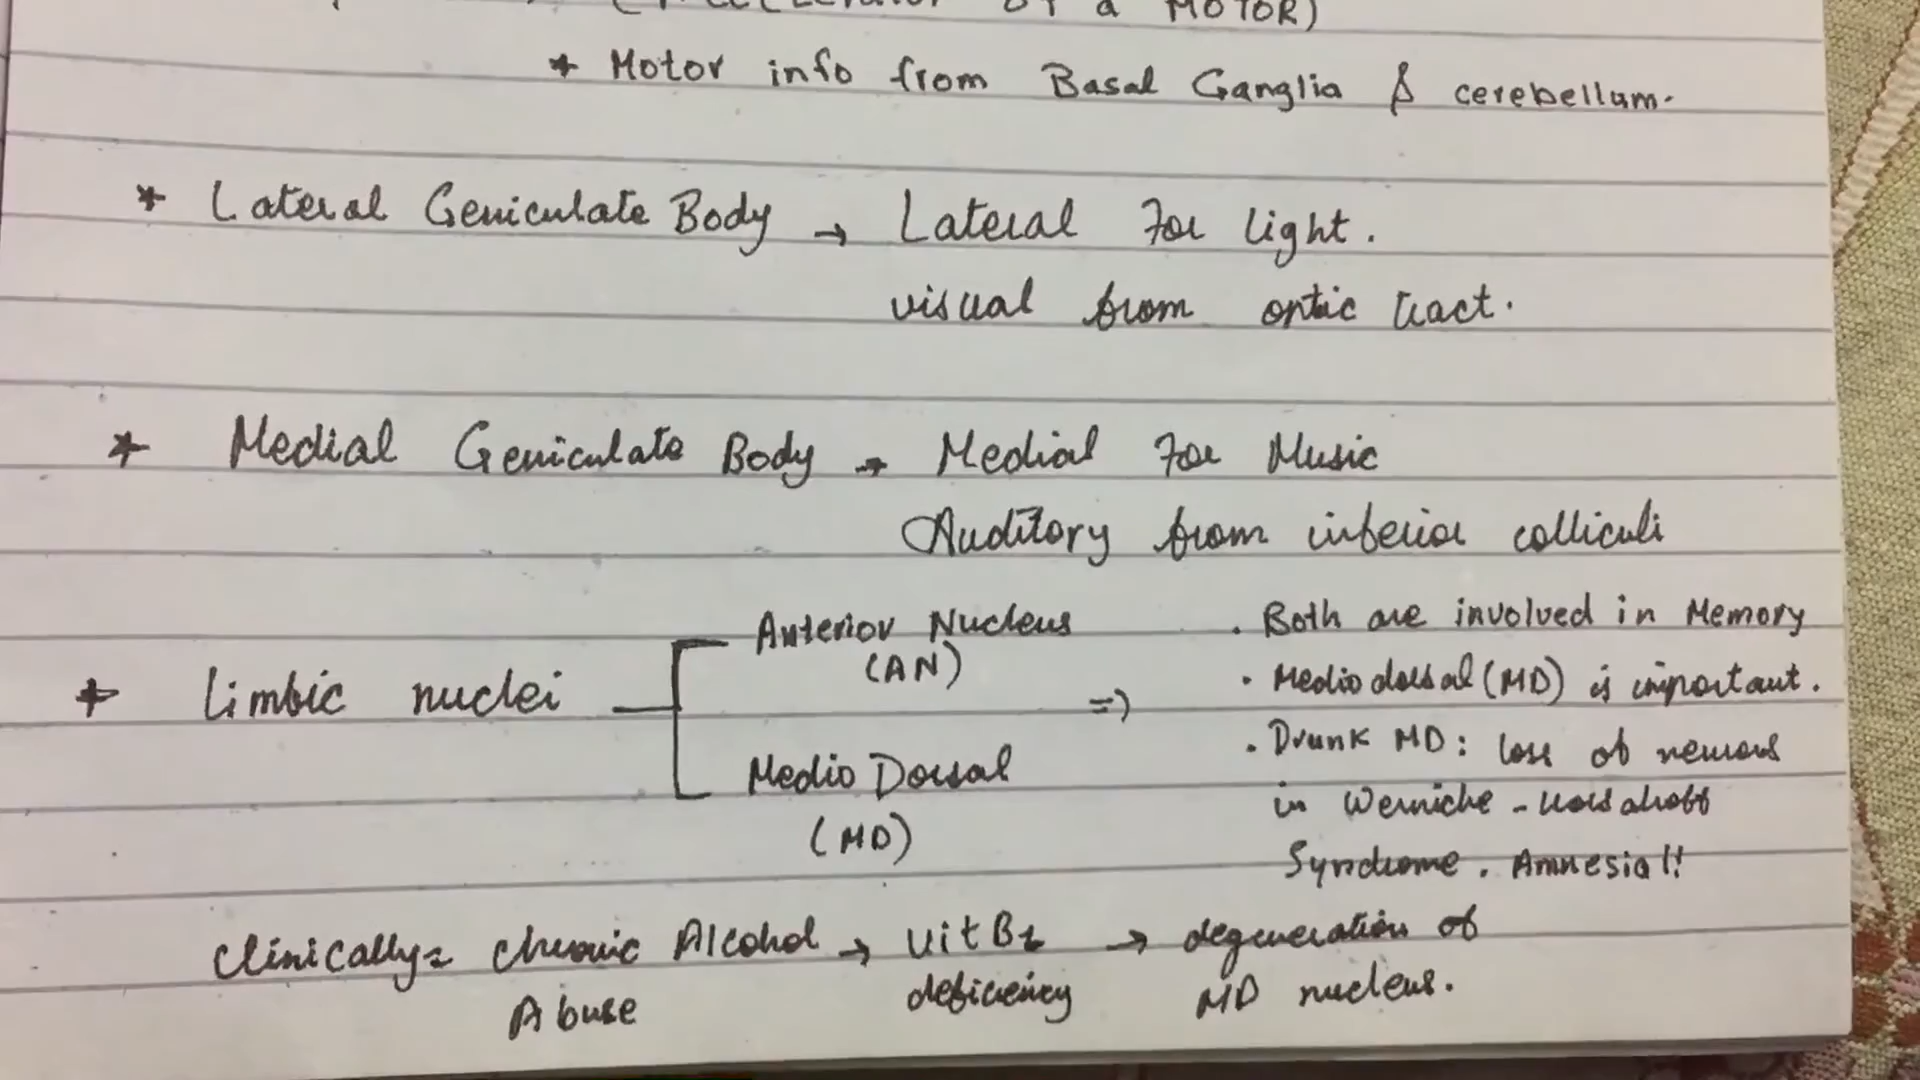 of a MOTOR)
* Motor info from Basal Ganglia & cerebellum.
* Lateral Geniculate Body → Lateral For light.
visual from optic tract.
* Medial Geniculate Body → Medial For Music
Auditory from inferior colliculi
* limbic nuclei
Anterior Nucleus
(AN)
Medio Dorsal
(MD)
=> . Both are involved in Memory
. Medio dorsal (MD) is important.
. Drunk MD: loss of
in Wernicke - korsakoff
Syndrome. Amnesia!!
Clinically= chronic Alcohol → vit B1 → degeneration of
Abuse deficiency MD nucleus.